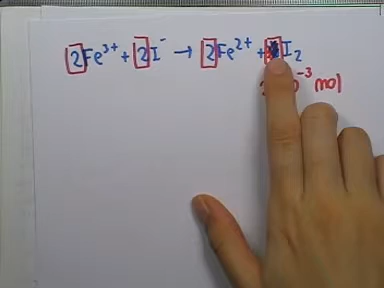 2Fe³⁺ + 2I⁻ → 2Fe²⁺ + I₂
⁻³ mol